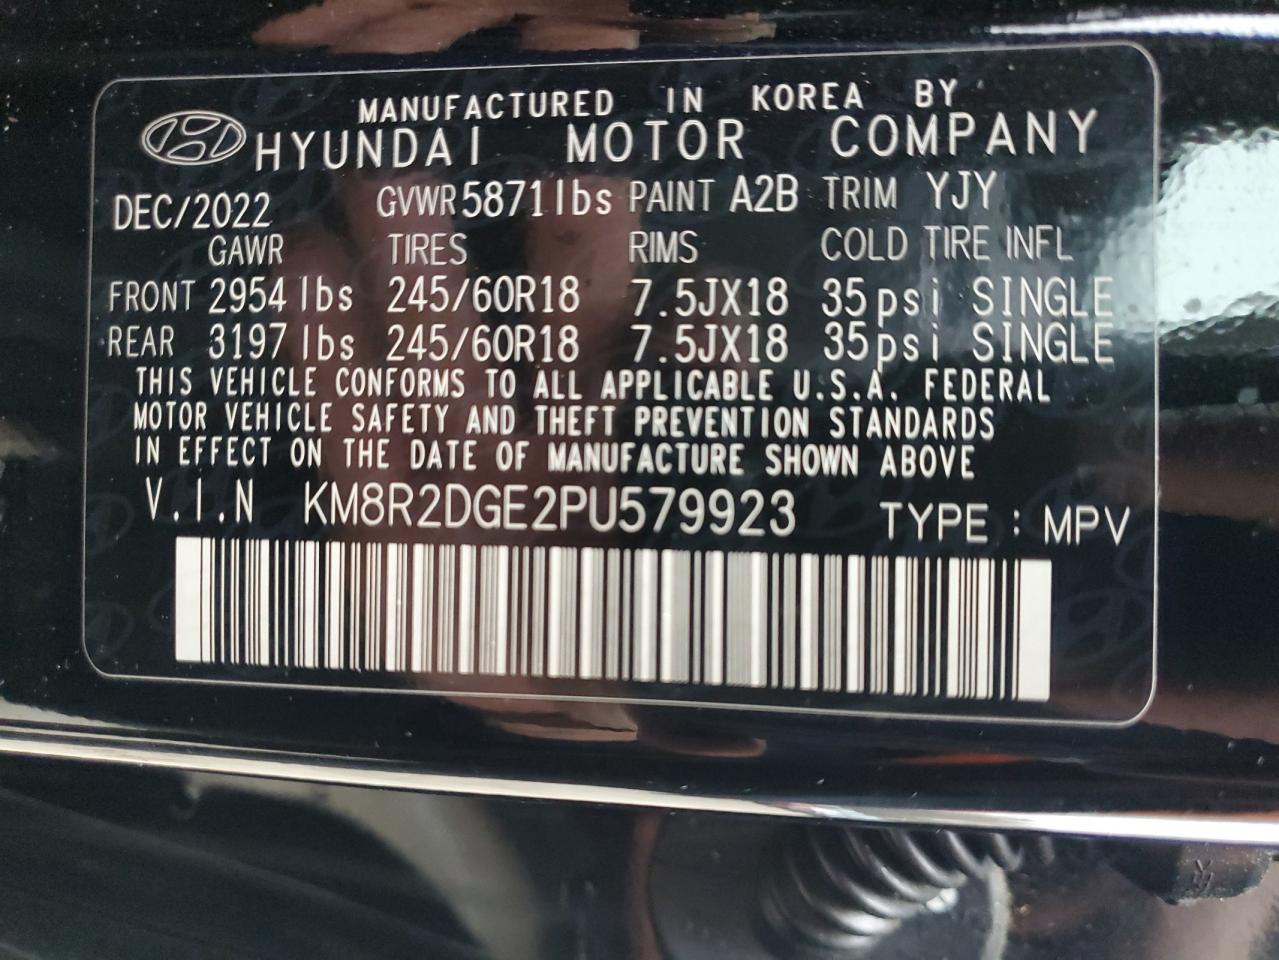 MANUFACTURED IN KOREA BY
HYUNDAI MOTOR COMPANY
DEC/2022 GVWR 5871lbs PAINT A2B TRIM YJY
GAWR TIRES RIMS COLD TIRE INFL
FRONT 2954 lbs 245/60R18 7.5JX18 35psi SINGLE
REAR 3197 lbs 245/60R18 7.5JX18 35psi SINGLE
THIS VEHICLE CONFORMS TO ALL APPLICABLE U.S.A. FEDERAL
MOTOR VEHICLE SAFETY AND THEFT PREVENTION STANDARDS
IN EFFECT ON THE DATE OF MANUFACTURE SHOWN ABOVE
V.I.N KM8R2DGE2PU579923 TYPE : MPV